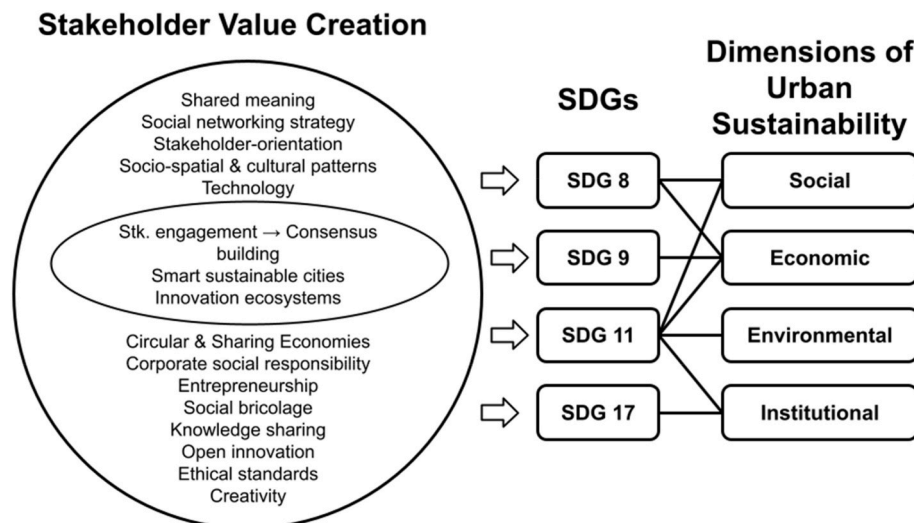 Stakeholder Value Creation
Shared meaning
Social networking strategy
Stakeholder-orientation
Socio-spatial & cultural patterns
Technology
Stk. engagement → Consensus
building
Smart sustainable cities
Innovation ecosystems
Circular & Sharing Economies
Corporate social responsibility
Entrepreneurship
Social bricolage
Knowledge sharing
Open innovation
Ethical standards
Creativity
SDGs
SDG 8
SDG 9
SDG 11
SDG 17
Dimensions of
Urban
Sustainability
Social
Economic
Environmental
Institutional